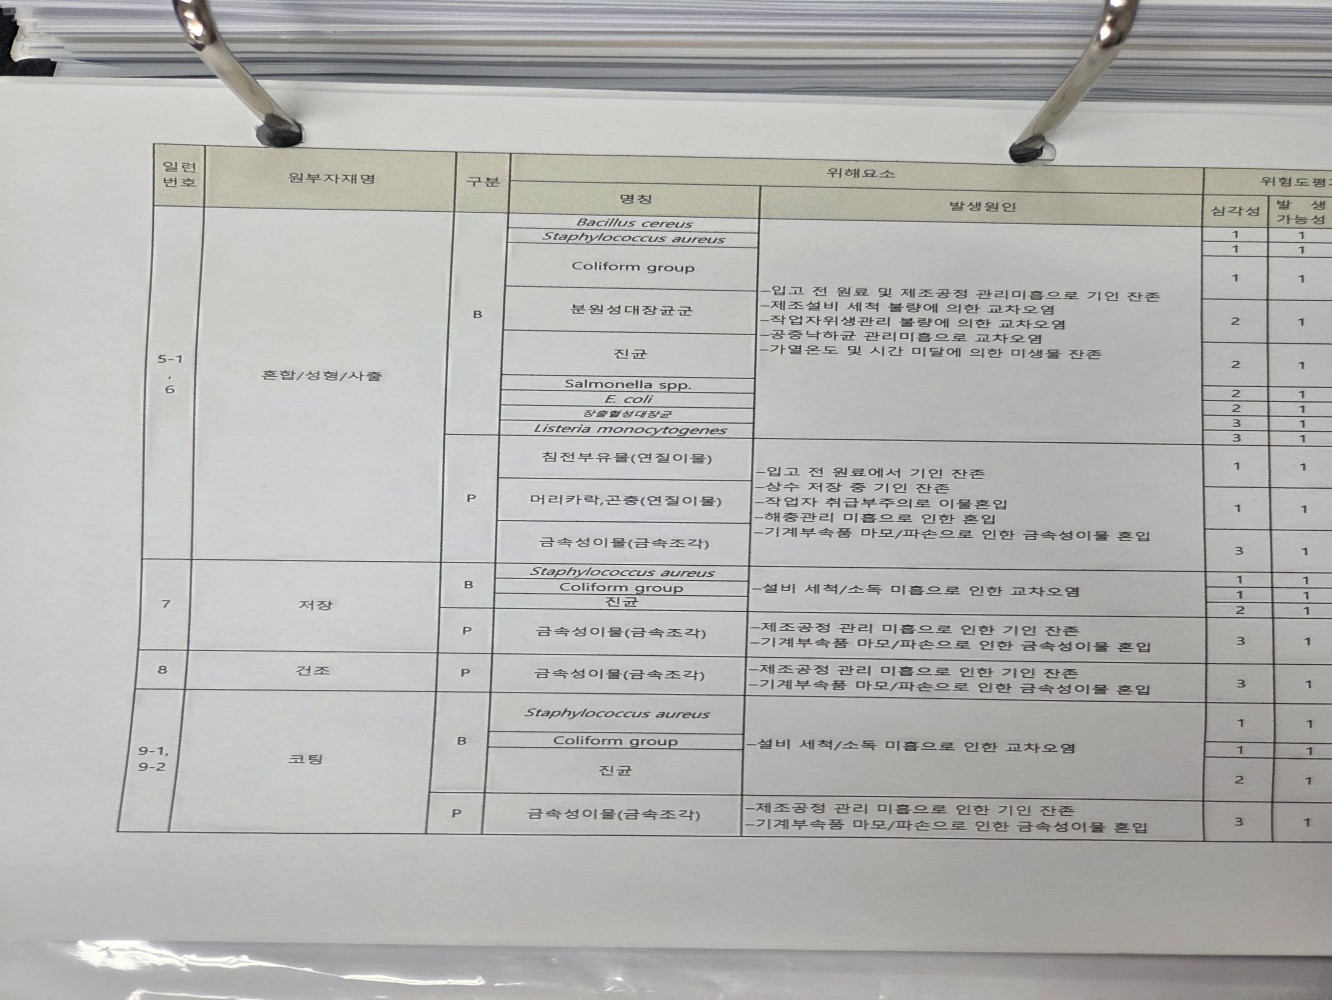 일련번호 원부자재명 구분 위해요소 위험도평가
명칭 발생원인 심각성 발 생 가능성
5-1, 6 혼합/성형/사출 B
Bacillus cereus 1 1
Staphylococcus aureus 1 1
Coliform group 1 1
분원성대장균군 2 1
진균 2 1
Salmonella spp. 2 1
E. coli 2 1
장출혈성대장균 3 1
Listeria monocytogenes 3 1
-입고 전 원료 및 제조공정 관리미흡으로 기인 잔존
-제조설비 세척 불량에 의한 교차오염
-작업자위생관리 불량에 의한 교차오염
-공중낙하균 관리미흡으로 교차오염
-가열온도 및 시간 미달에 의한 미생물 잔존
P
침전부유물(연질이물) 1 1
머리카락,곤충(연질이물) 1 1
금속성이물(금속조각) 3 1
-입고 전 원료에서 기인 잔존
-상수 저장 중 기인 잔존
-작업자 취급부주의로 이물혼입
-해충관리 미흡으로 인한 혼입
-기계부속품 마모/파손으로 인한 금속성이물 혼입
7 저장 B
Staphylococcus aureus 1 1
Coliform group 1 1
진균 2 1
-설비 세척/소독 미흡으로 인한 교차오염
P 금속성이물(금속조각) 3 1
-제조공정 관리 미흡으로 인한 기인 잔존
-기계부속품 마모/파손으로 인한 금속성이물 혼입
8 건조 P 금속성이물(금속조각) 3 1
-제조공정 관리 미흡으로 인한 기인 잔존
-기계부속품 마모/파손으로 인한 금속성이물 혼입
9-1, 9-2 코팅 B
Staphylococcus aureus 1 1
Coliform group 1 1
진균 2 1
-설비 세척/소독 미흡으로 인한 교차오염
P 금속성이물(금속조각) 3 1
-제조공정 관리 미흡으로 인한 기인 잔존
-기계부속품 마모/파손으로 인한 금속성이물 혼입